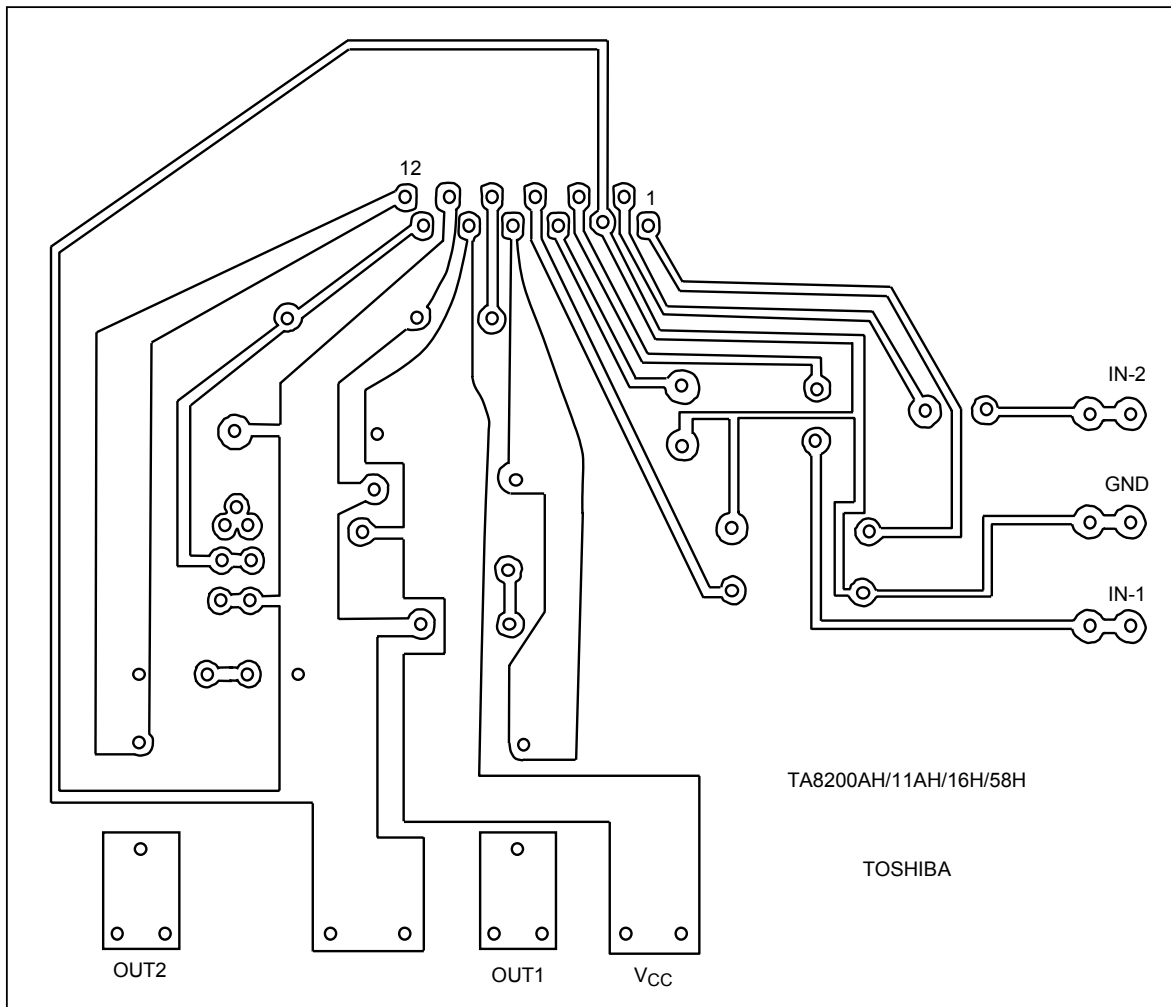 12
1
IN-2
GND
IN-1
TA8200AH/11AH/16H/58H
TOSHIBA
OUT2
OUT1
VCC